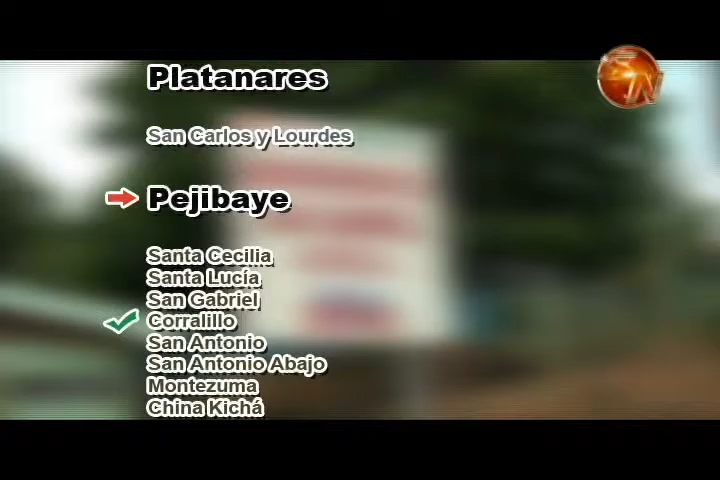 Platanares
San Carlos y Lourdes
Pejibaye
Santa Cecilia
Santa Lucía
San Gabriel
Corralillo
San Antonio
San Antonio Abajo
Montezuma
China Kichá